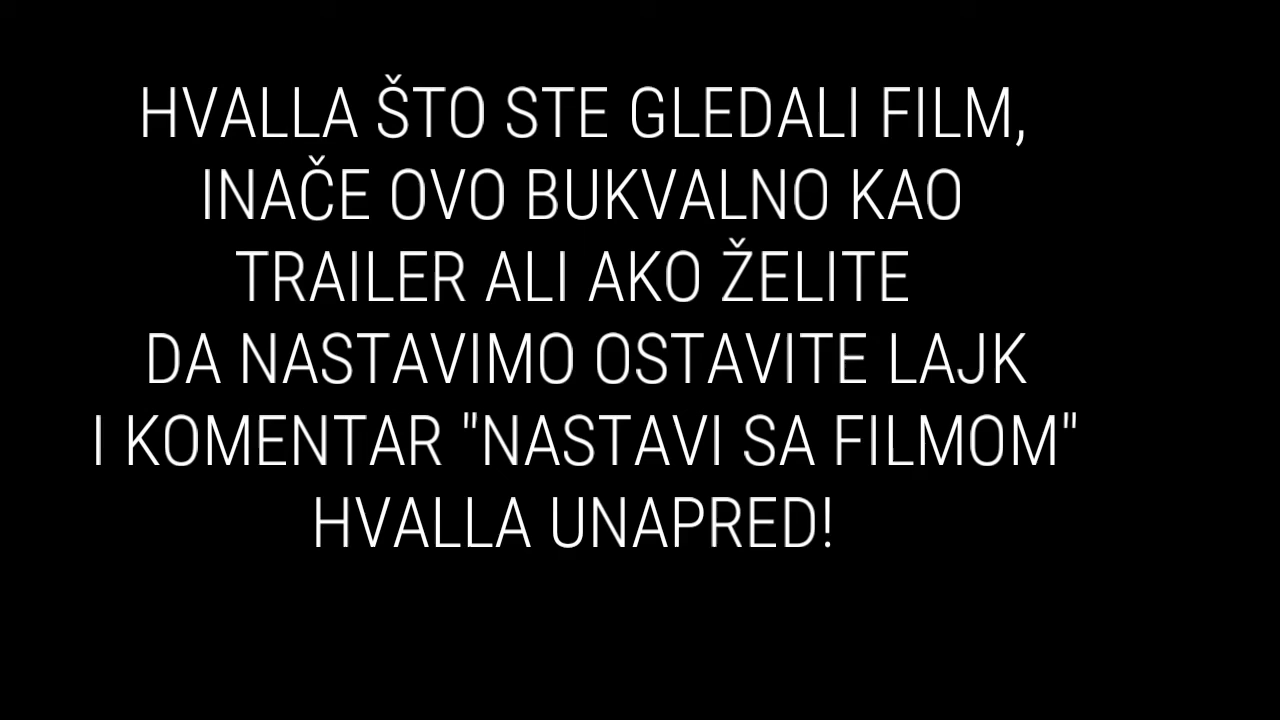 HVALLA ŠTO STE GLEDALI FILM,
INAČE OVO BUKVALNO KAO
TRAILER ALI AKO ŽELITE
DA NASTAVIMO OSTAVITE LAJK
I KOMENTAR "NASTAVI SA FILMOM"
HVALLA UNAPRED!